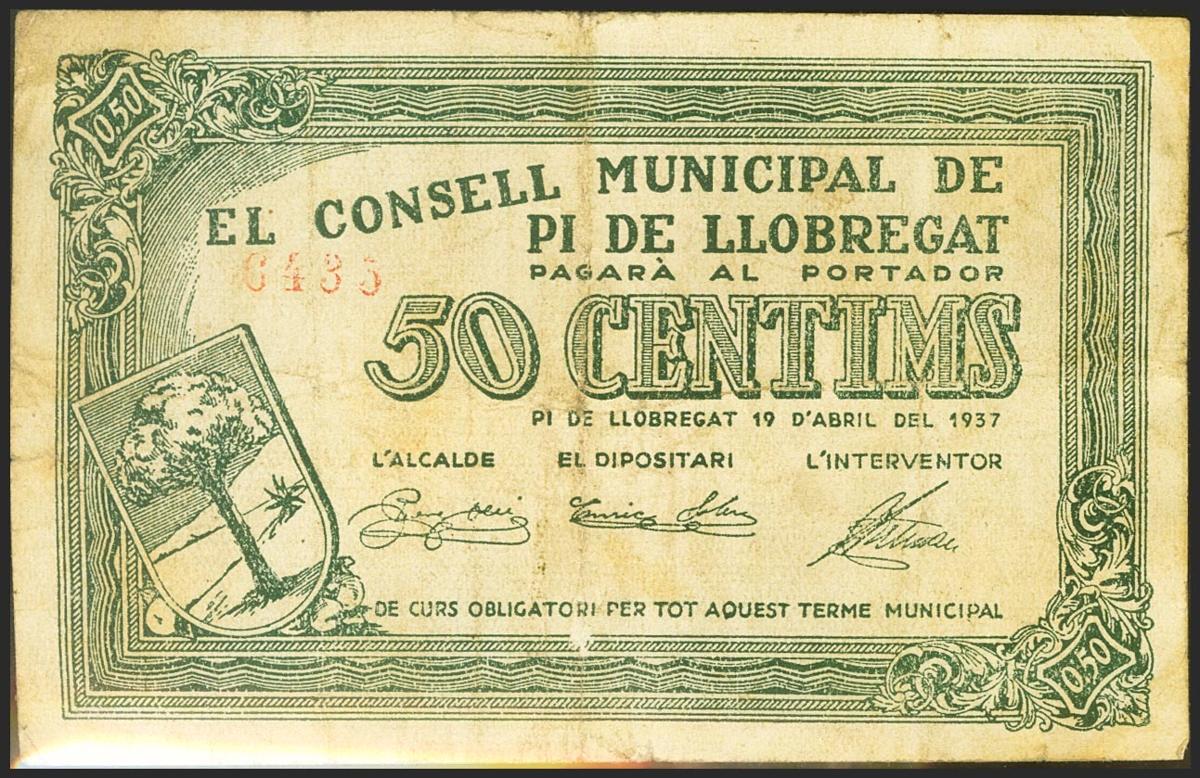 0,50
EL CONSELL MUNICIPAL DE
PI DE LLOBREGAT
PAGARÀ AL PORTADOR
50 CENTIMS
PI DE LLOBREGAT 19 D'ABRIL DEL 1937
L'ALCALDE EL DIPOSITARI L'INTERVENTOR
Enric
DE CURS OBLIGATORI PER TOT AQUEST TERME MUNICIPAL
0,50